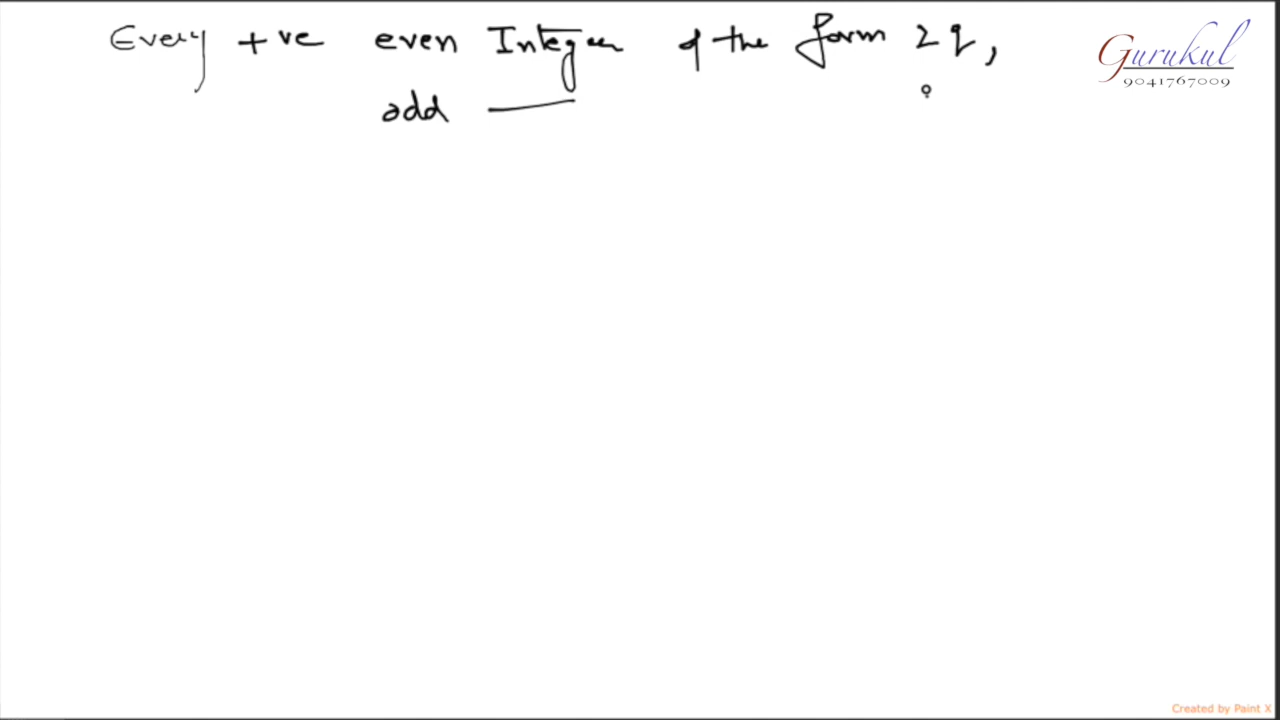 Every +ve even Integer of the form 2q,
odd
Gurukul
9041767009
Created by Paint X